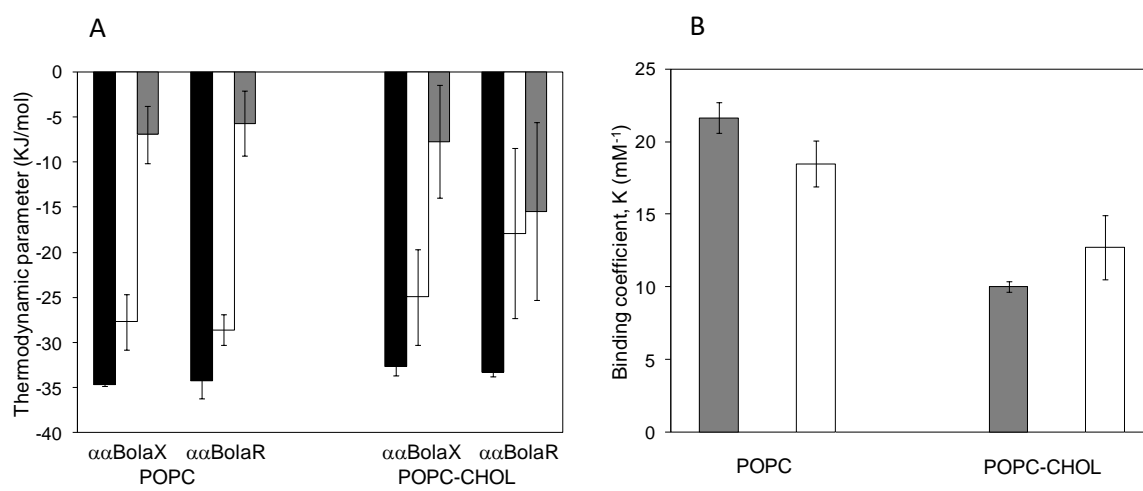 A
Thermodynamic parameter (KJ/mol)
0
-5
-10
-15
-20
-25
-30
-35
-40
ααBolaX ααBolaR ααBolaX ααBolaR
POPC POPC-CHOL
B
Binding coefficient, K (mM-1)
25
20
15
10
5
0
POPC POPC-CHOL